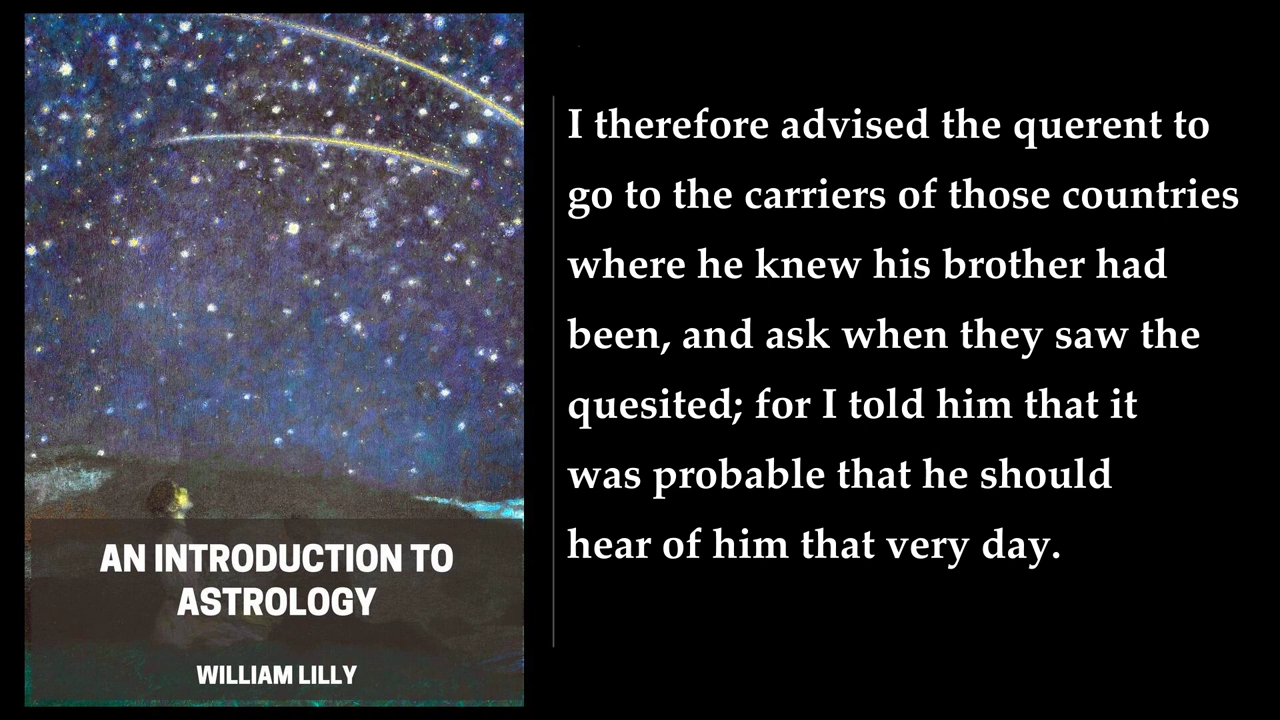 AN INTRODUCTION TO
ASTROLOGY
WILLIAM LILLY
I therefore advised the querent to
go to the carriers of those countries
where he knew his brother had
been, and ask when they saw the
quesited; for I told him that it
was probable that he should
hear of him that very day.